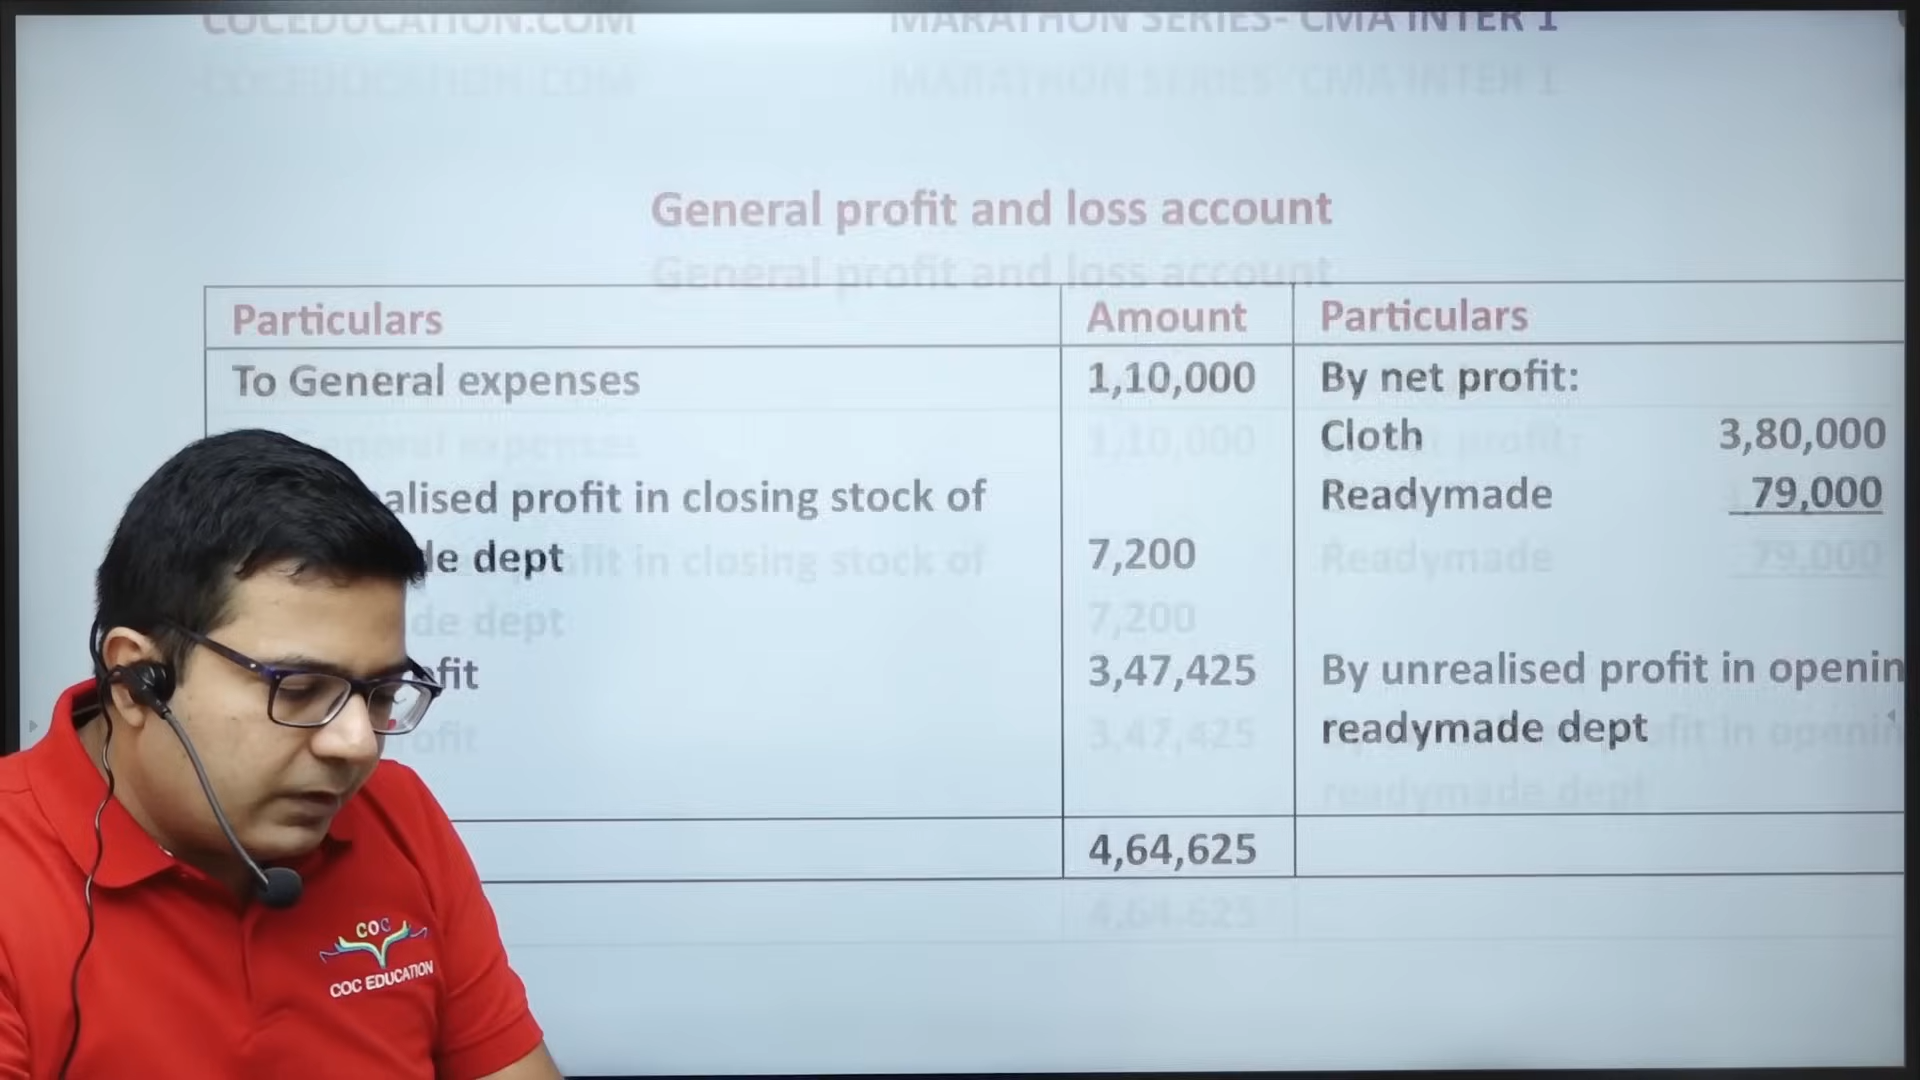 COCEDUCATION.COM MARATHON SERIES- CMA INTER 1
General profit and loss account
Particulars Amount Particulars
To General expenses 1,10,000 By net profit:
Cloth 3,80,000
alised profit in closing stock of Readymade 79,000
de dept 7,200
fit 3,47,425 By unrealised profit in openin
readymade dept
4,64,625
COC
COC EDUCATION